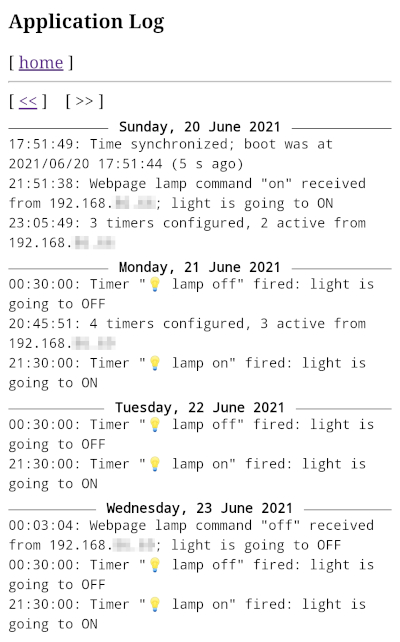 Application Log
[ home ]
[ << ] [ >> ]
Sunday, 20 June 2021
17:51:49: Time synchronized; boot was at
2021/06/20 17:51:44 (5 s ago)
21:51:38: Webpage lamp command "on" received
from 192.168. ; light is going to ON
23:05:49: 3 timers configured, 2 active from
192.168.
Monday, 21 June 2021
00:30:00: Timer "💡 lamp off" fired: light is
going to OFF
20:45:51: 4 timers configured, 3 active from
192.168.
21:30:00: Timer "💡 lamp on" fired: light is
going to ON
Tuesday, 22 June 2021
00:30:00: Timer "💡 lamp off" fired: light is
going to OFF
21:30:00: Timer "💡 lamp on" fired: light is
going to ON
Wednesday, 23 June 2021
00:03:04: Webpage lamp command "off" received
from 192.168. ; light is going to OFF
00:30:00: Timer "💡 lamp off" fired: light is
going to OFF
21:30:00: Timer "💡 lamp on" fired: light is
going to ON